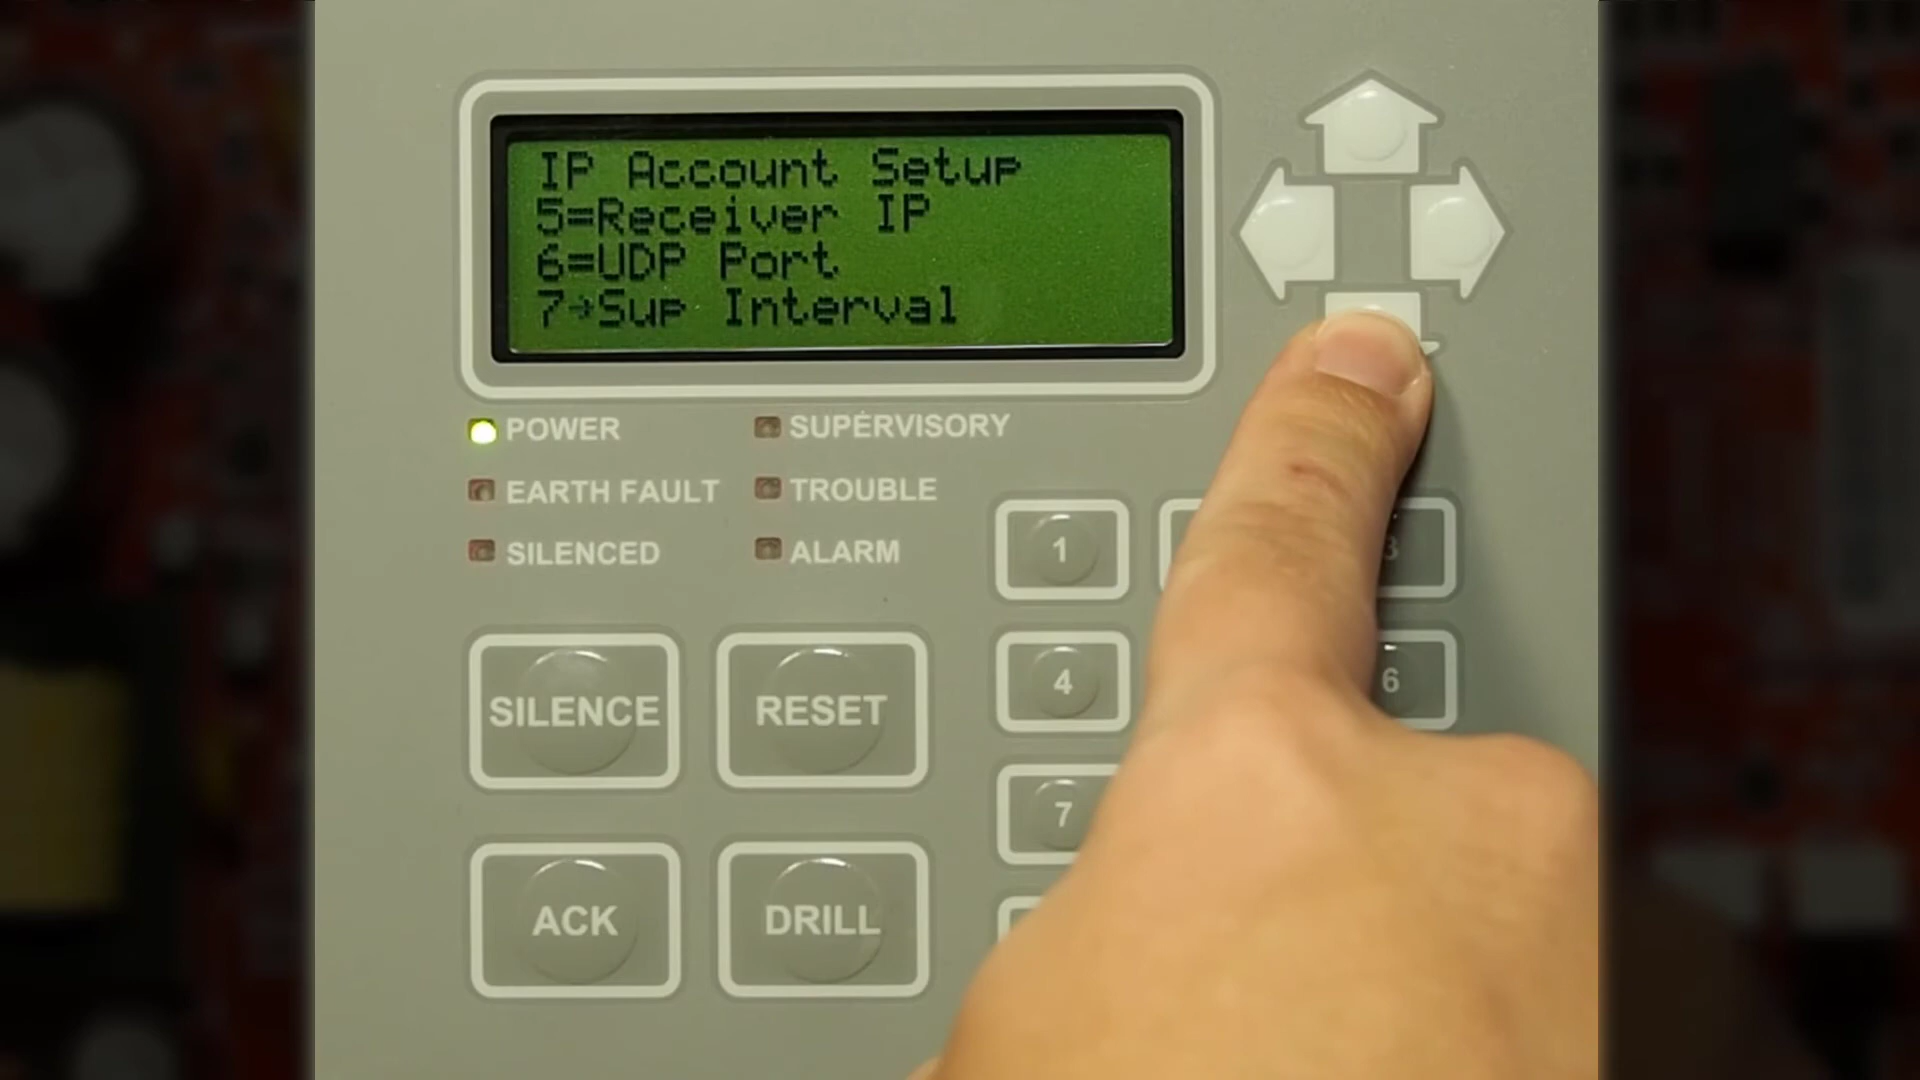 IP Account Setup
5=Receiver IP
6=UDP Port
7→Sup Interval
POWER
SUPERVISORY
EARTH FAULT
TROUBLE
SILENCED
ALARM
1
3
SILENCE
RESET
4
6
7
ACK
DRILL